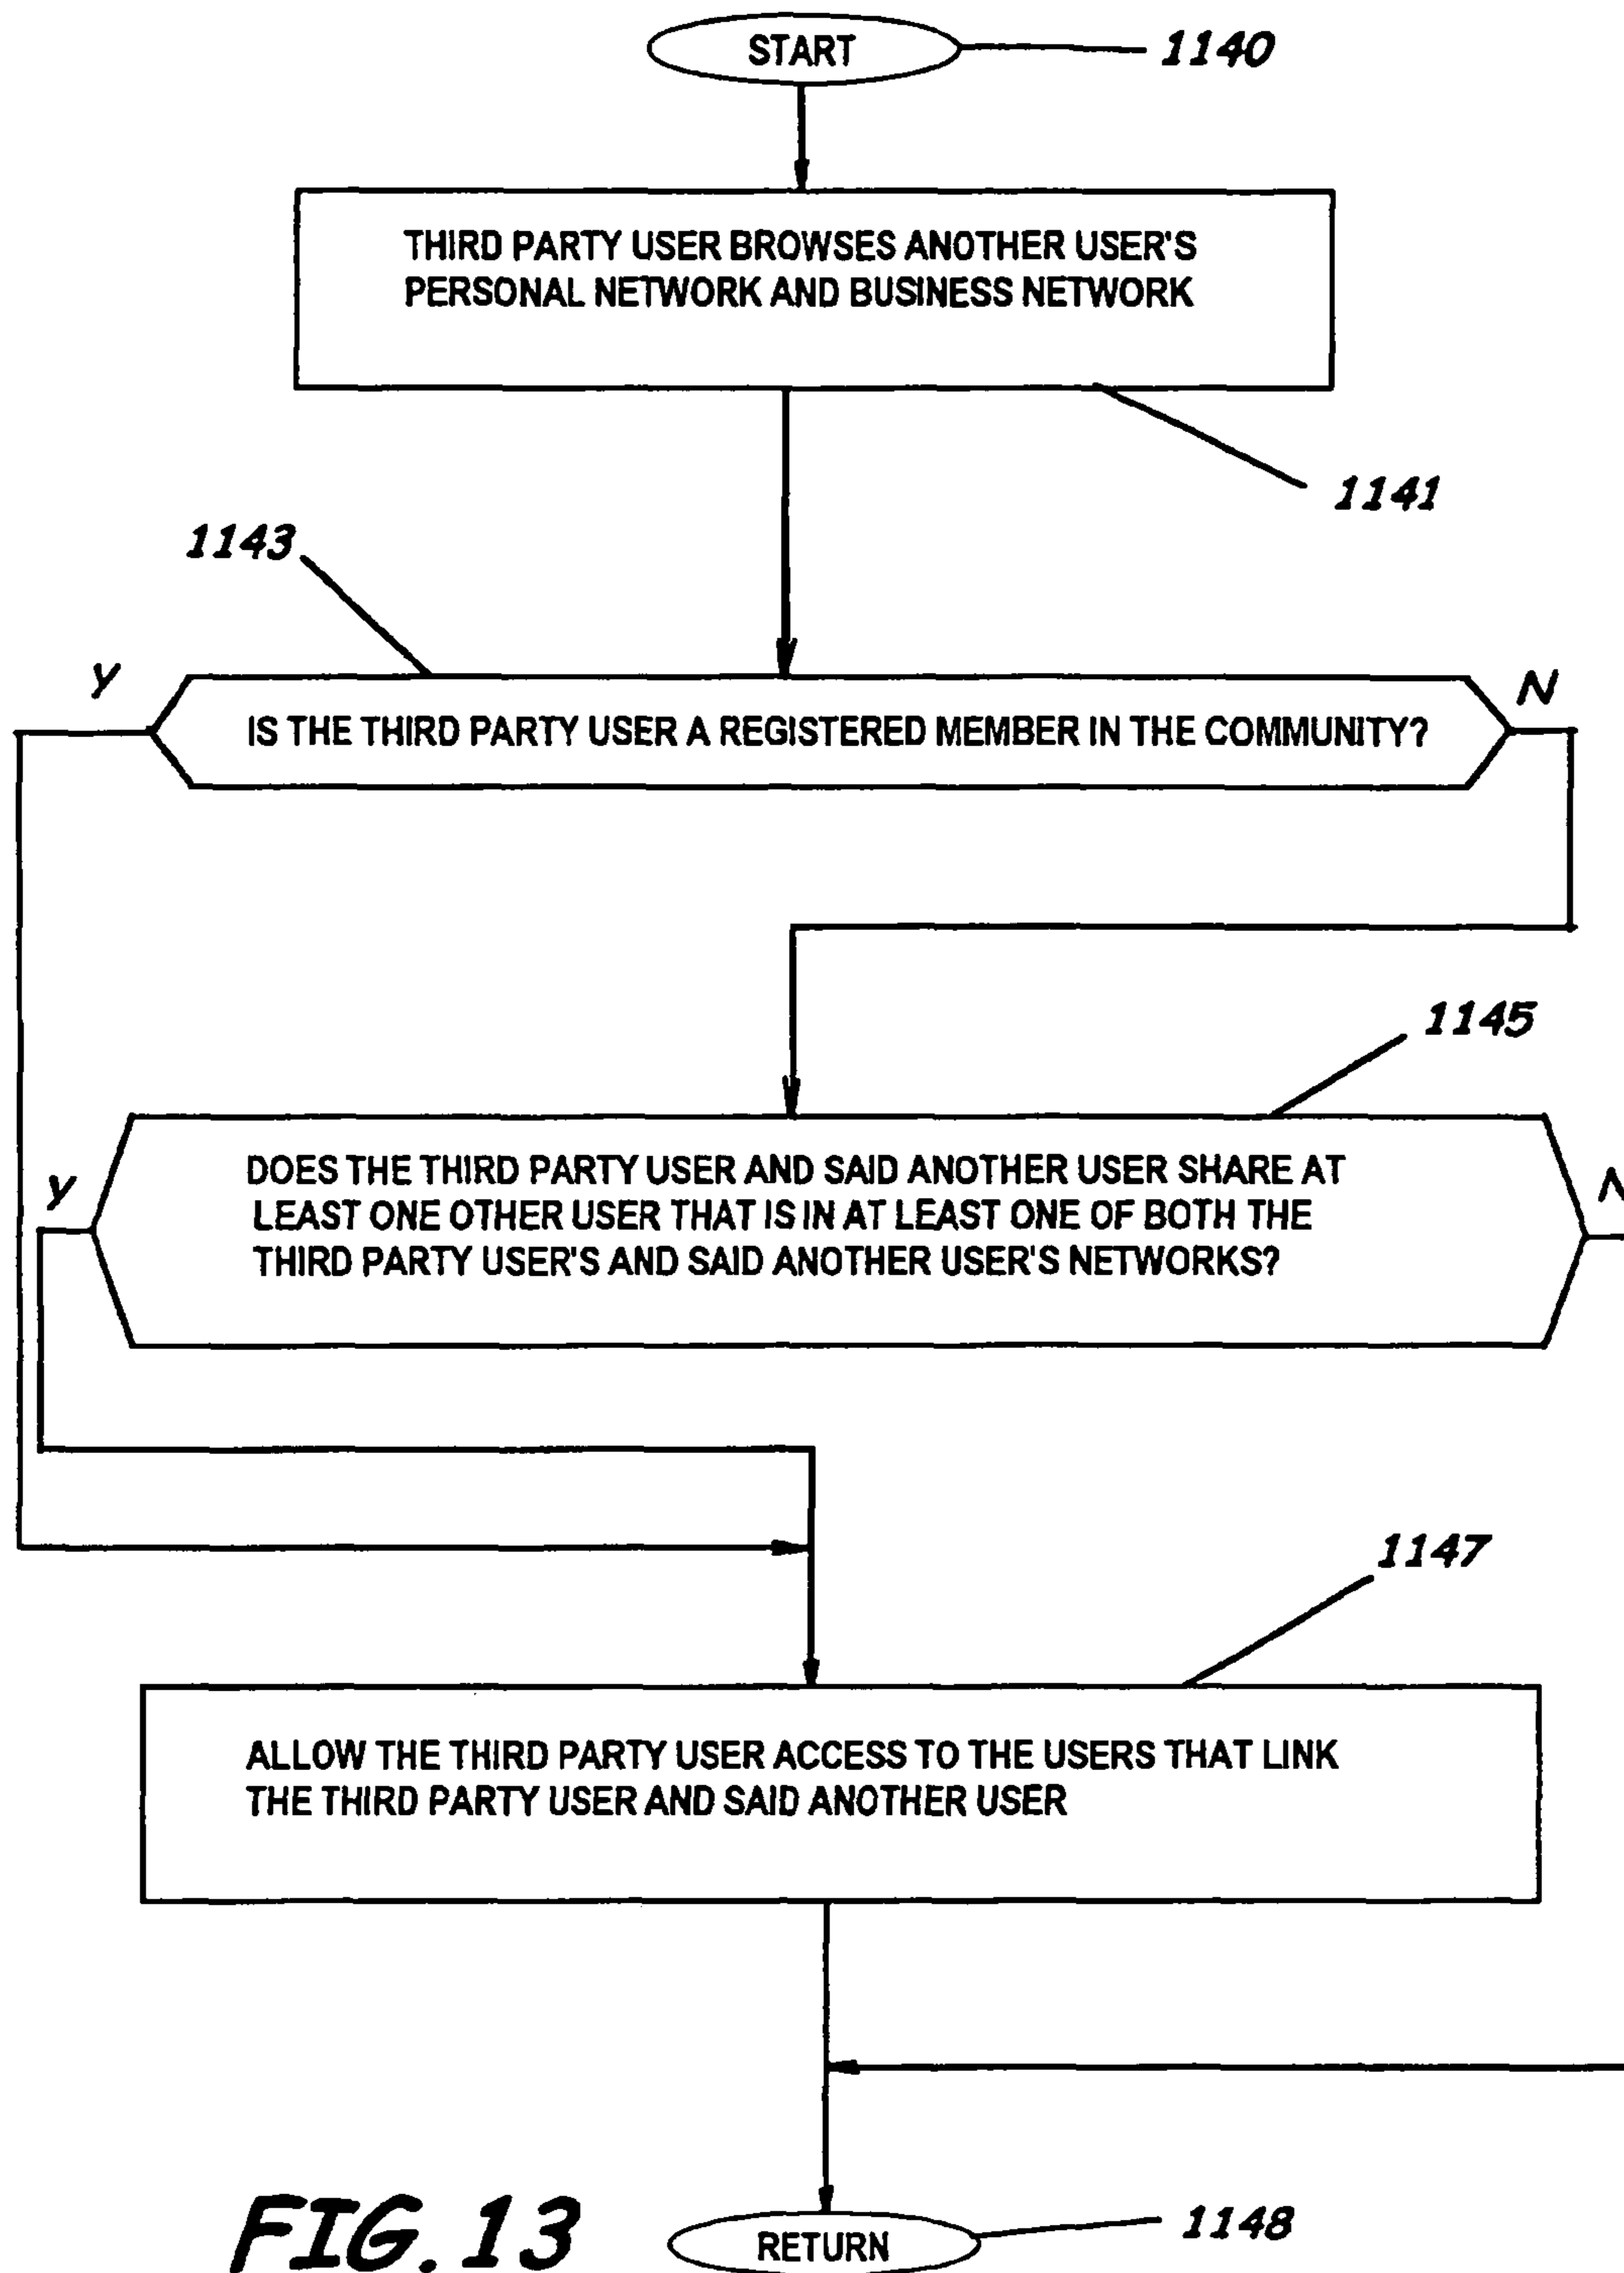 START
1140
THIRD PARTY USER BROWSES ANOTHER USER'S
PERSONAL NETWORK AND BUSINESS NETWORK
1141
1143
Y
N
IS THE THIRD PARTY USER A REGISTERED MEMBER IN THE COMMUNITY?
1145
Y
N
DOES THE THIRD PARTY USER AND SAID ANOTHER USER SHARE AT
LEAST ONE OTHER USER THAT IS IN AT LEAST ONE OF BOTH THE
THIRD PARTY USER'S AND SAID ANOTHER USER'S NETWORKS?
1147
ALLOW THE THIRD PARTY USER ACCESS TO THE USERS THAT LINK
THE THIRD PARTY USER AND SAID ANOTHER USER
FIG. 13
RETURN
1148